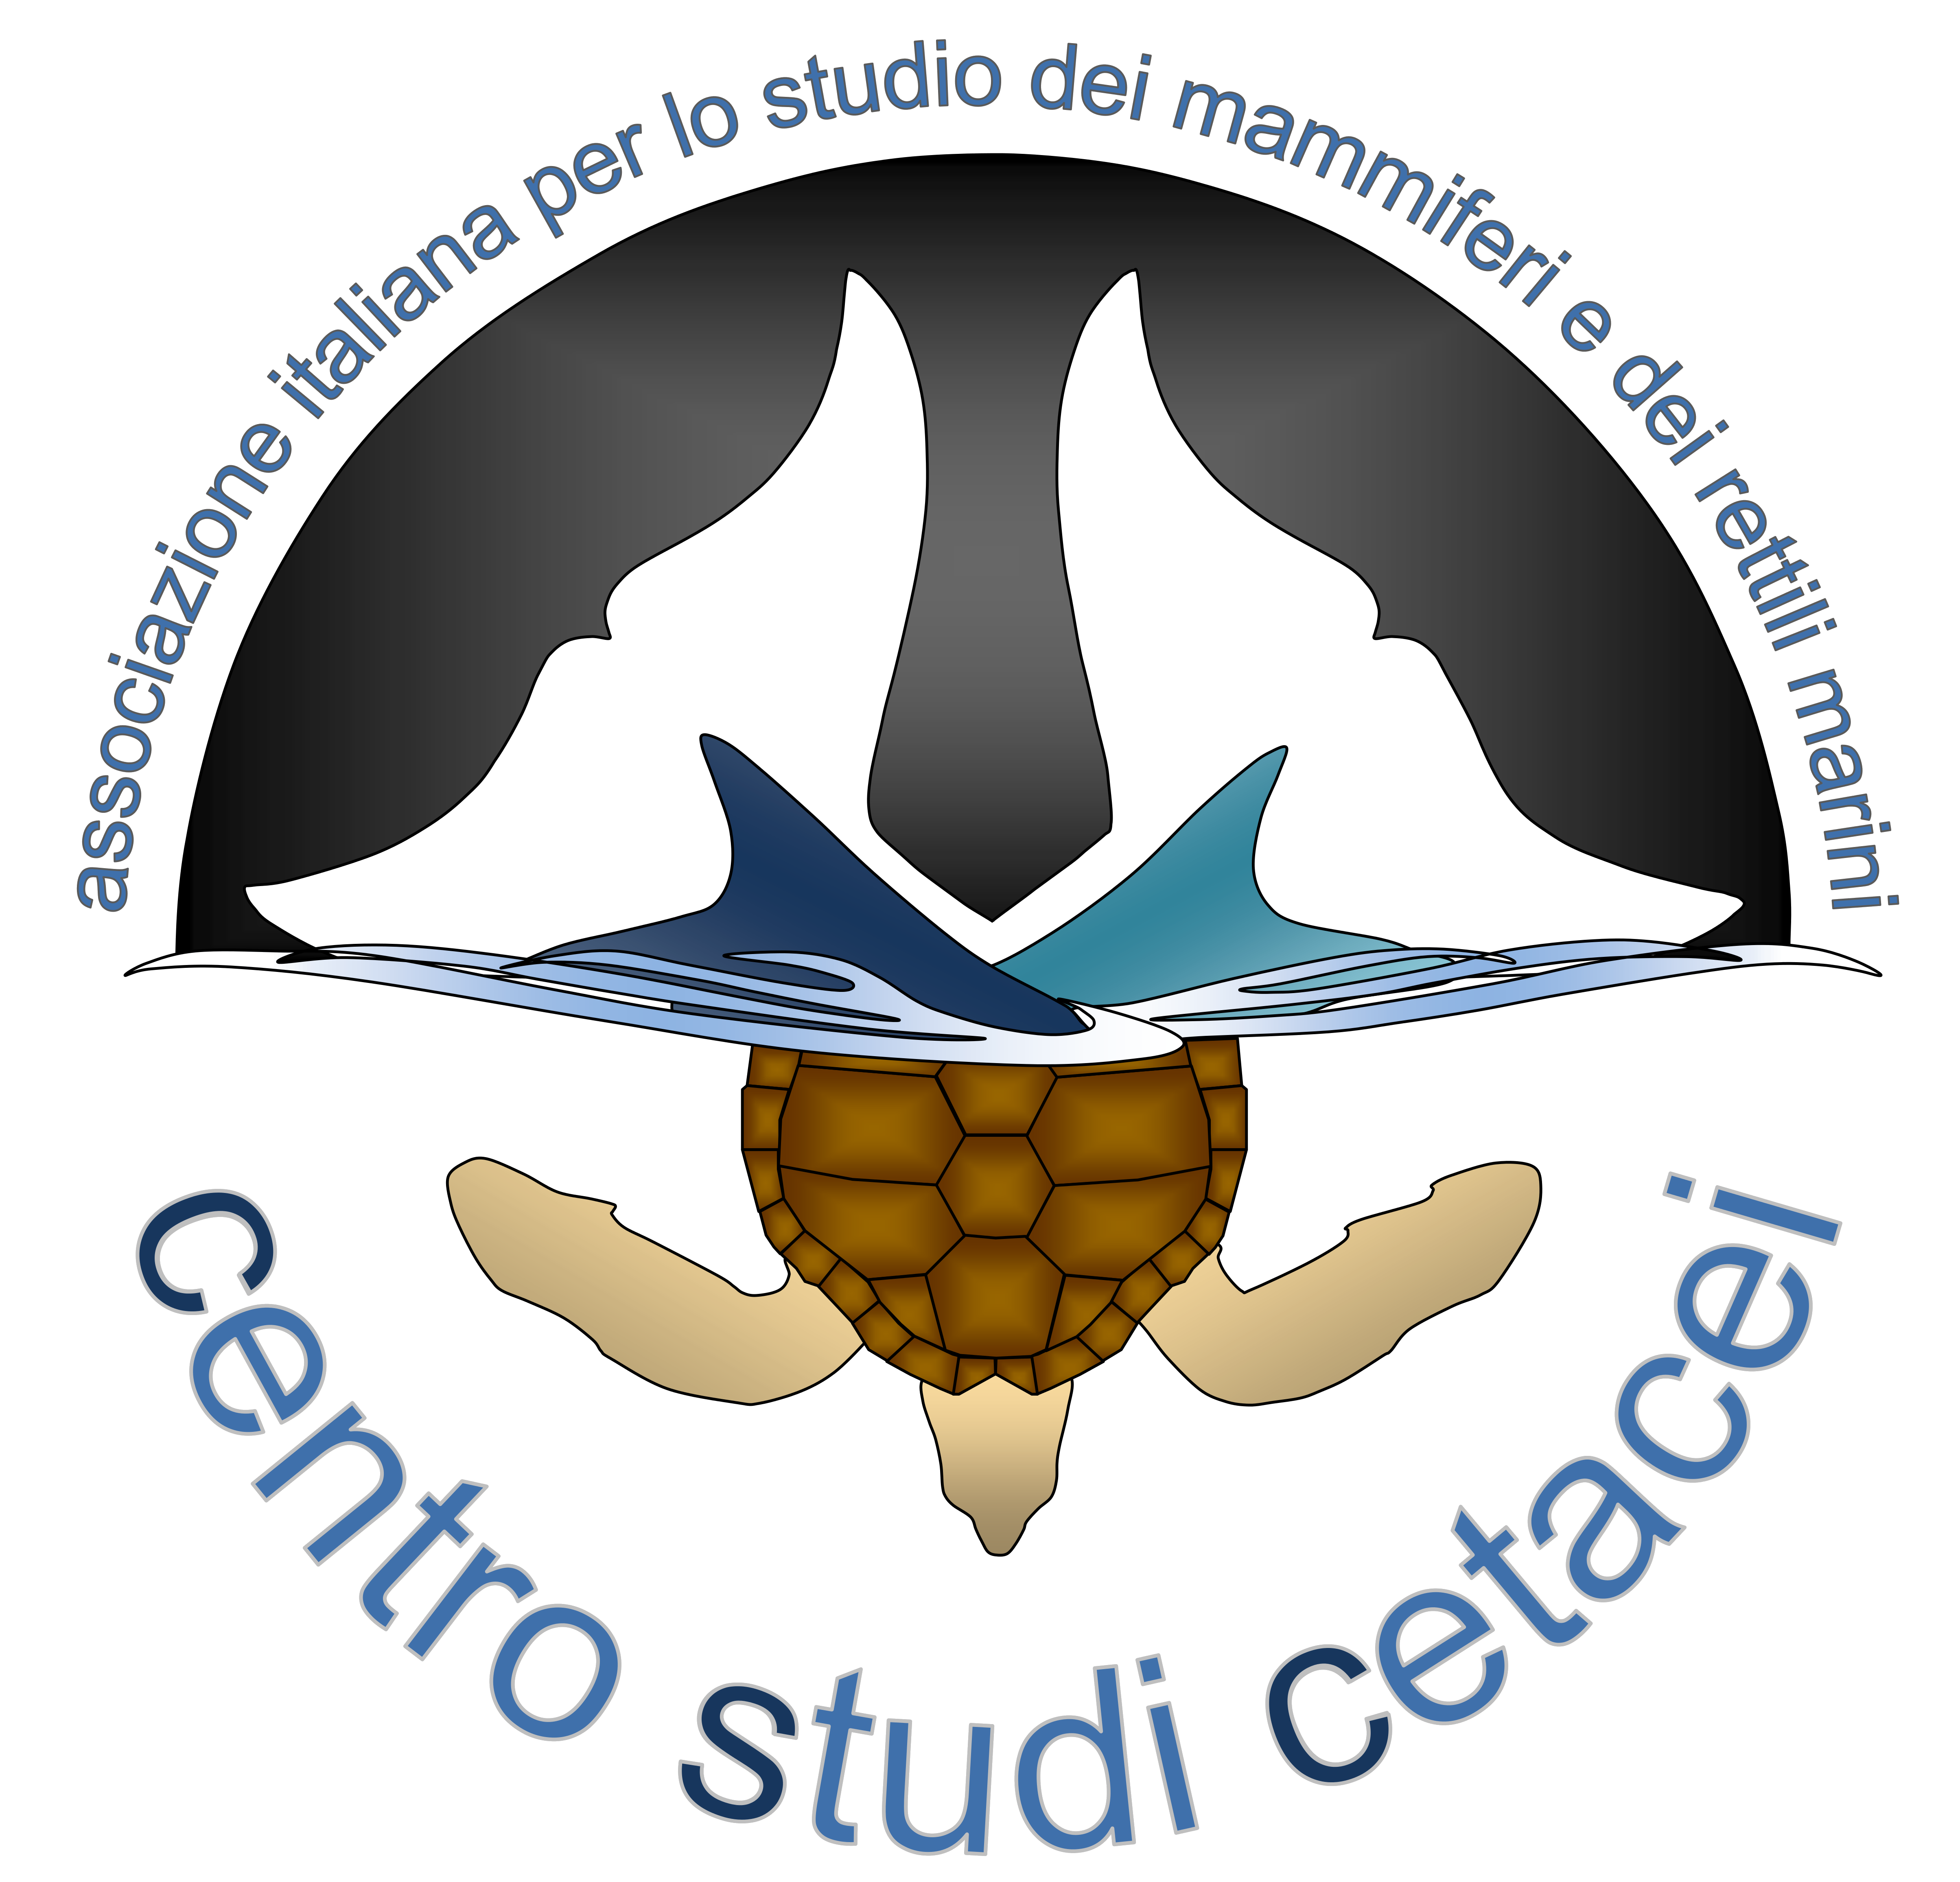 associazione italiana per lo studio dei mammiferi e dei rettili marini
centro studi cetacei